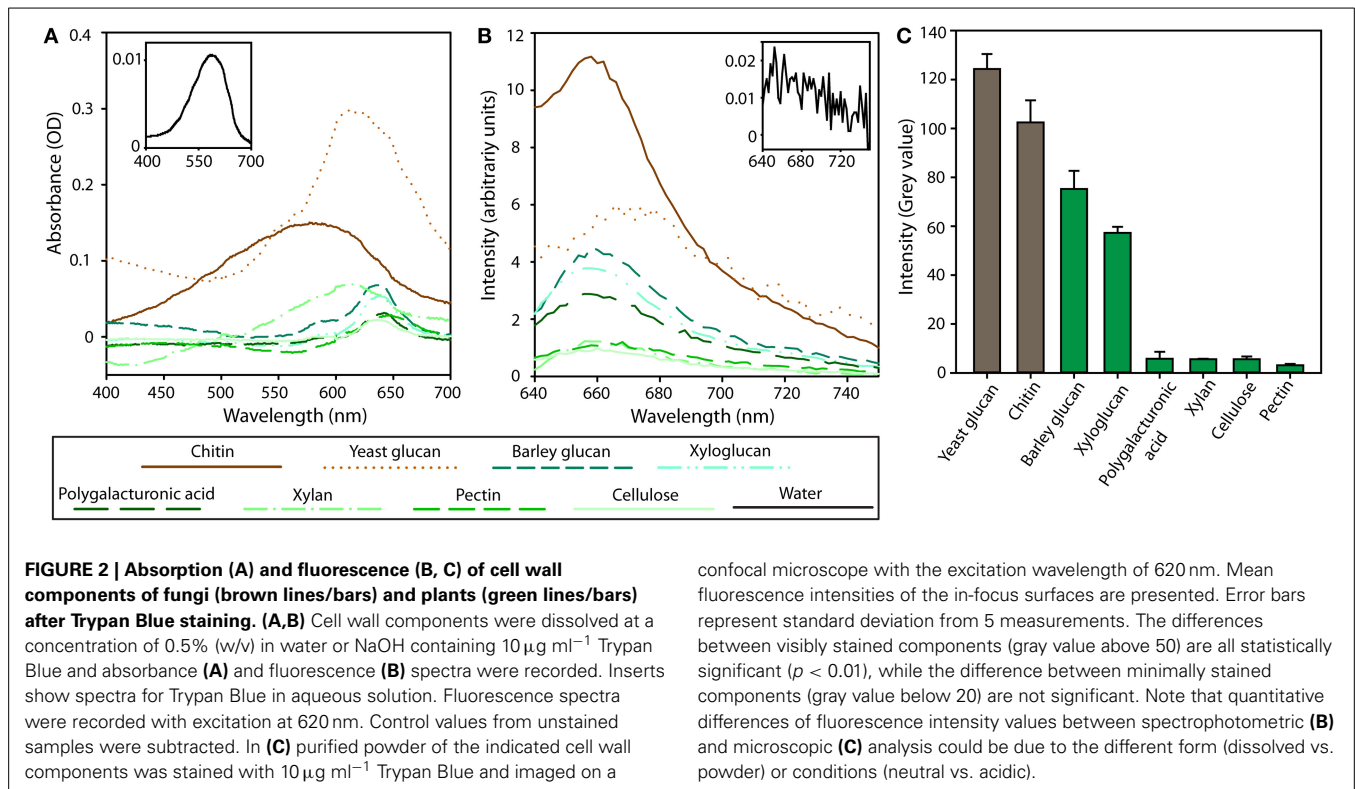 A
0.4
0.3
0.2
0.1
0
Absorbance (OD)
400 450 500 550 600 650 700
Wavelength (nm)
0.01
0
400 550 700
B
12
10
8
6
4
2
0
Intensity (arbitrariy units)
640 660 680 700 720 740
Wavelength (nm)
0.02
0.01
0
640 680 720
C
140
120
100
80
60
40
20
0
Intensity (Grey value)
Yeast glucan
Chitin
Barley glucan
Xyloglucan
Polygalacturonic
acid
Xylan
Cellulose
Pectin
Chitin Yeast glucan Barley glucan Xyloglucan
Polygalacturonic acid Xylan Pectin Cellulose Water
FIGURE 2 | Absorption (A) and fluorescence (B, C) of cell wall
components of fungi (brown lines/bars) and plants (green lines/bars)
after Trypan Blue staining. (A,B) Cell wall components were dissolved at a
concentration of 0.5% (w/v) in water or NaOH containing 10 μg ml⁻¹ Trypan
Blue and absorbance (A) and fluorescence (B) spectra were recorded. Inserts
show spectra for Trypan Blue in aqueous solution. Fluorescence spectra
were recorded with excitation at 620 nm. Control values from unstained
samples were subtracted. In (C) purified powder of the indicated cell wall
components was stained with 10 μg ml⁻¹ Trypan Blue and imaged on a
confocal microscope with the excitation wavelength of 620 nm. Mean
fluorescence intensities of the in-focus surfaces are presented. Error bars
represent standard deviation from 5 measurements. The differences
between visibly stained components (gray value above 50) are all statistically
significant (p < 0.01), while the difference between minimally stained
components (gray value below 20) are not significant. Note that quantitative
differences of fluorescence intensity values between spectrophotometric (B)
and microscopic (C) analysis could be due to the different form (dissolved vs.
powder) or conditions (neutral vs. acidic).